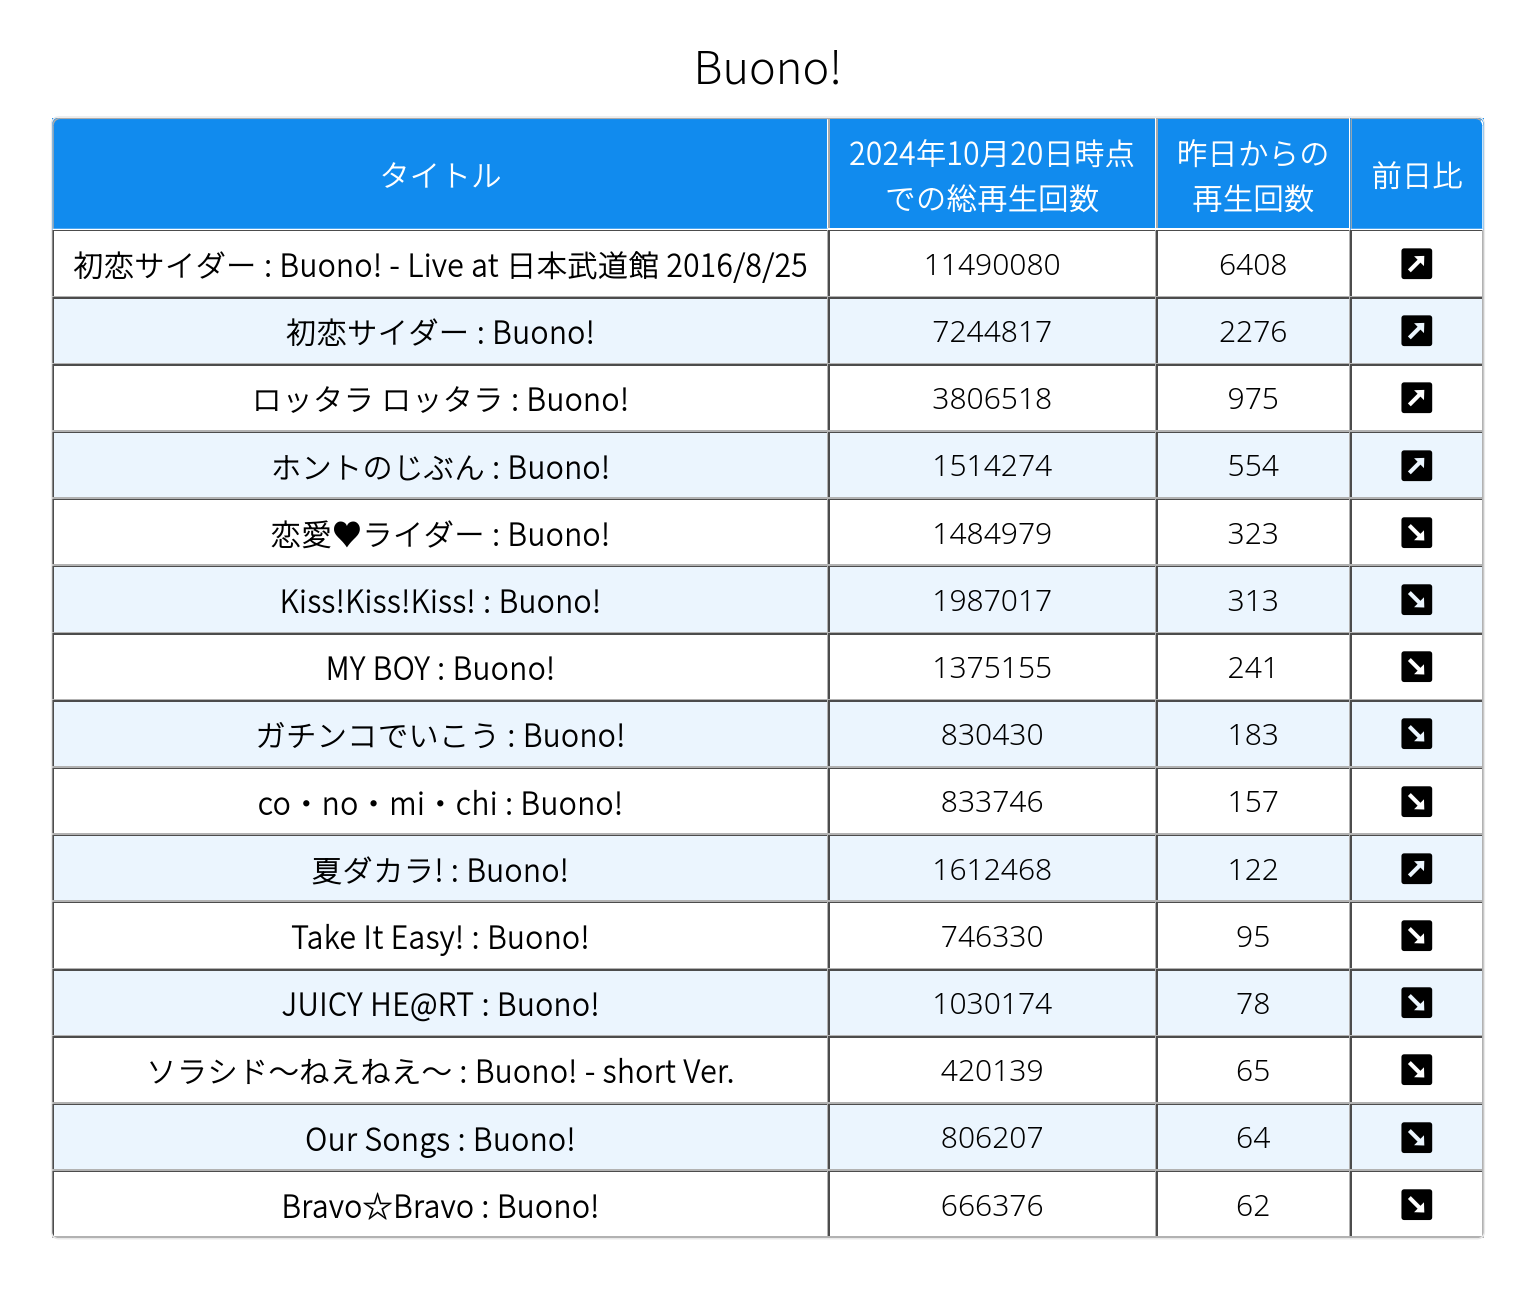 Buono!
タイトル 2024年10月20日時点 昨日からの 前日比
での総再生回数 再生回数
初恋サイダー : Buono! - Live at 日本武道館 2016/8/25 11490080 6408 ↗
初恋サイダー : Buono! 7244817 2276 ↗
ロッタラ ロッタラ : Buono! 3806518 975 ↗
ホントのじぶん : Buono! 1514274 554 ↗
恋愛♥ライダー : Buono! 1484979 323 ↘
Kiss!Kiss!Kiss! : Buono! 1987017 313 ↘
MY BOY : Buono! 1375155 241 ↘
ガチンコでいこう : Buono! 830430 183 ↘
co・no・mi・chi : Buono! 833746 157 ↘
夏ダカラ! : Buono! 1612468 122 ↗
Take It Easy! : Buono! 746330 95 ↘
JUICY HE@RT : Buono! 1030174 78 ↘
ソラシド〜ねえねえ〜 : Buono! - short Ver. 420139 65 ↘
Our Songs : Buono! 806207 64 ↘
Bravo☆Bravo : Buono! 666376 62 ↘